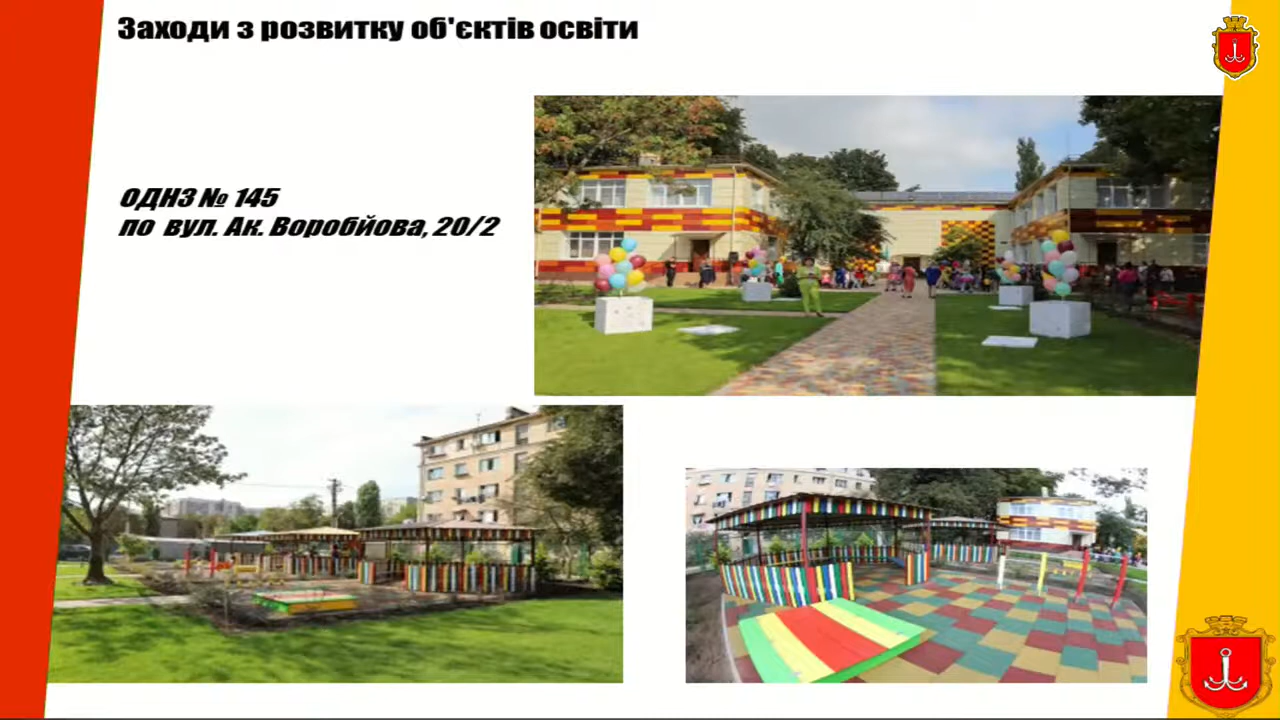 Заходи з розвитку об'єктів освіти
ОДНЗ № 145
по вул. Ак. Воробйова, 20/2